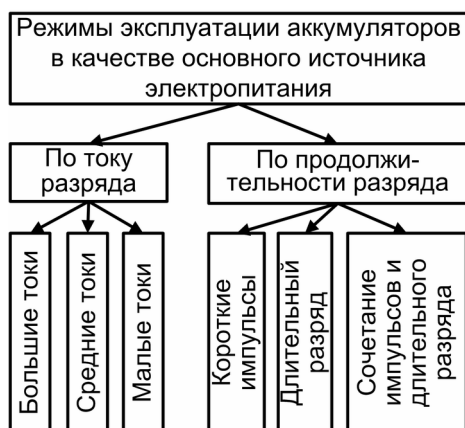 Режимы эксплуатации аккумуляторов
в качестве основного источника
электропитания
По току
разряда
По продолжи-
тельности разряда
Большие токи
Средние токи
Малые токи
Короткие
импульсы
Длительный
разряд
Сочетание
импульсов и
длительного
разряда